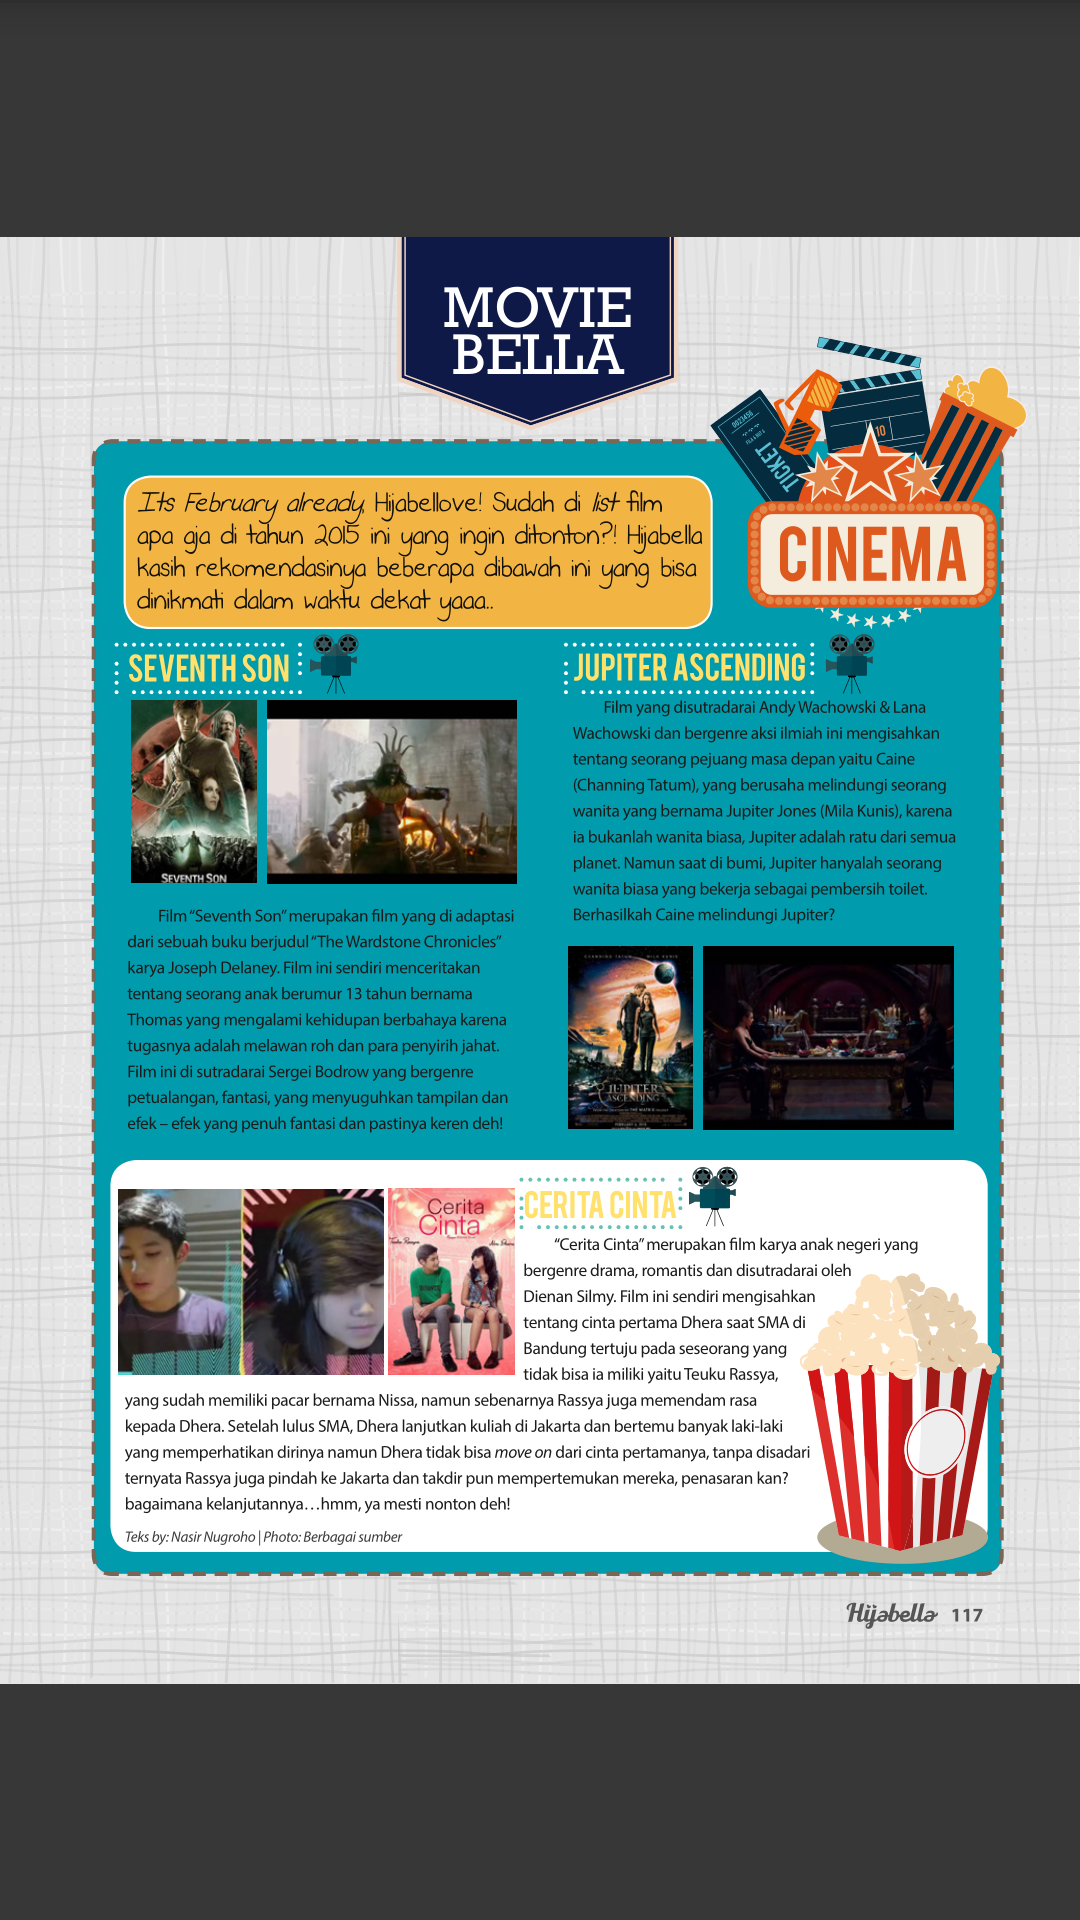 MOVIE
BELLA
0023456
TICKET
10
CINEMA
Its February already, Hijabellove! Sudah di list film
apa aja di tahun 2015 ini yang ingin ditonton?! Hijabella
kasih rekomendasinya beberapa dibawah ini yang bisa
dinikmati dalam waktu dekat yaaa..
SEVENTH SON
SEVENTH SON
Film “Seventh Son” merupakan film yang di adaptasi
dari sebuah buku berjudul “The Wardstone Chronicles”
karya Joseph Delaney. Film ini sendiri menceritakan
tentang seorang anak berumur 13 tahun bernama
Thomas yang mengalami kehidupan berbahaya karena
tugasnya adalah melawan roh dan para penyirih jahat.
Film ini di sutradarai Sergei Bodrow yang bergenre
petualangan, fantasi, yang menyuguhkan tampilan dan
efek – efek yang penuh fantasi dan pastinya keren deh!
JUPITER ASCENDING
Film yang disutradarai Andy Wachowski & Lana
Wachowski dan bergenre aksi ilmiah ini mengisahkan
tentang seorang pejuang masa depan yaitu Caine
(Channing Tatum), yang berusaha melindungi seorang
wanita yang bernama Jupiter Jones (Mila Kunis), karena
ia bukanlah wanita biasa, Jupiter adalah ratu dari semua
planet. Namun saat di bumi, Jupiter hanyalah seorang
wanita biasa yang bekerja sebagai pembersih toilet.
Berhasilkah Caine melindungi Jupiter?
CHANNING TATUM MILA KUNIS
JUPITER
ASCENDING
Cerita
Cinta
CERITA CINTA
“Cerita Cinta” merupakan film karya anak negeri yang
bergenre drama, romantis dan disutradarai oleh
Dienan Silmy. Film ini sendiri mengisahkan
tentang cinta pertama Dhera saat SMA di
Bandung tertuju pada seseorang yang
tidak bisa ia miliki yaitu Teuku Rassya,
yang sudah memiliki pacar bernama Nissa, namun sebenarnya Rassya juga memendam rasa
kepada Dhera. Setelah lulus SMA, Dhera lanjutkan kuliah di Jakarta dan bertemu banyak laki-laki
yang memperhatikan dirinya namun Dhera tidak bisa move on dari cinta pertamanya, tanpa disadari
ternyata Rassya juga pindah ke Jakarta dan takdir pun mempertemukan mereka, penasaran kan?
bagaimana kelanjutannya…hmm, ya mesti nonton deh!
Teks by: Nasir Nugroho | Photo: Berbagai sumber
Hijabella 117